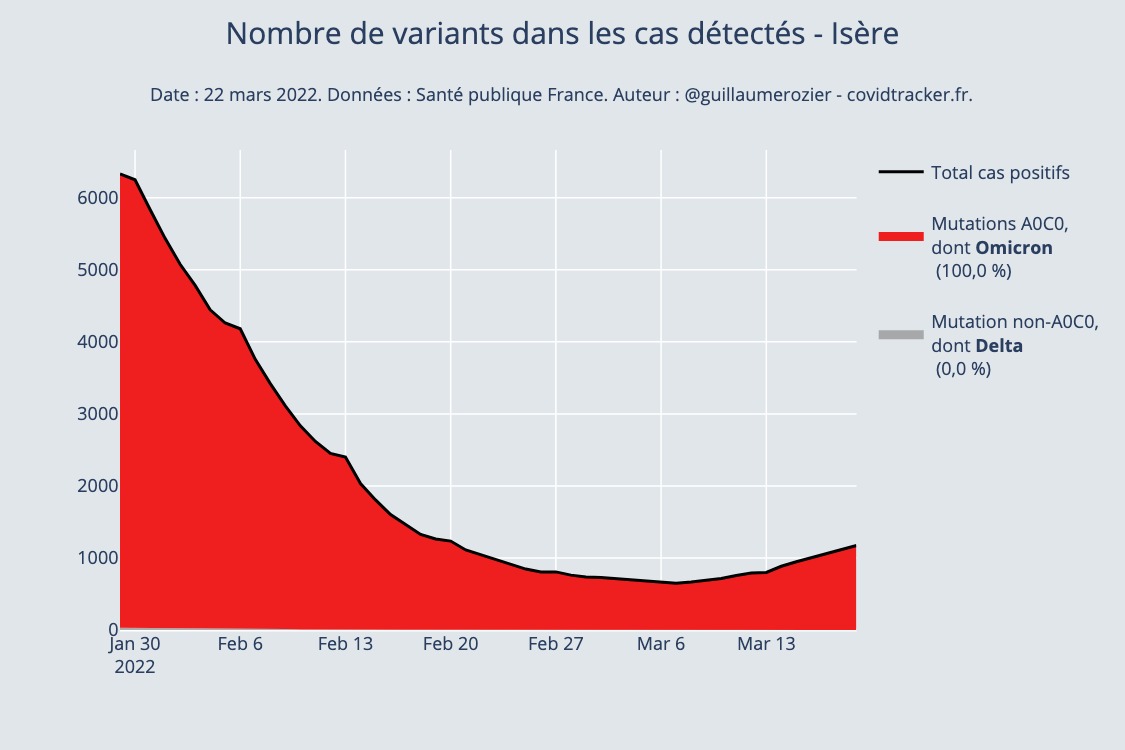 Nombre de variants dans les cas détectés - Isère
Date : 22 mars 2022. Données : Santé publique France. Auteur : @guillaumerozier - covidtracker.fr.
6000
5000
4000
3000
2000
1000
0
Jan 30
2022
Feb 6
Feb 13
Feb 20
Feb 27
Mar 6
Mar 13
Total cas positifs
Mutations A0C0,
dont Omicron
(100,0 %)
Mutation non-A0C0,
dont Delta
(0,0 %)